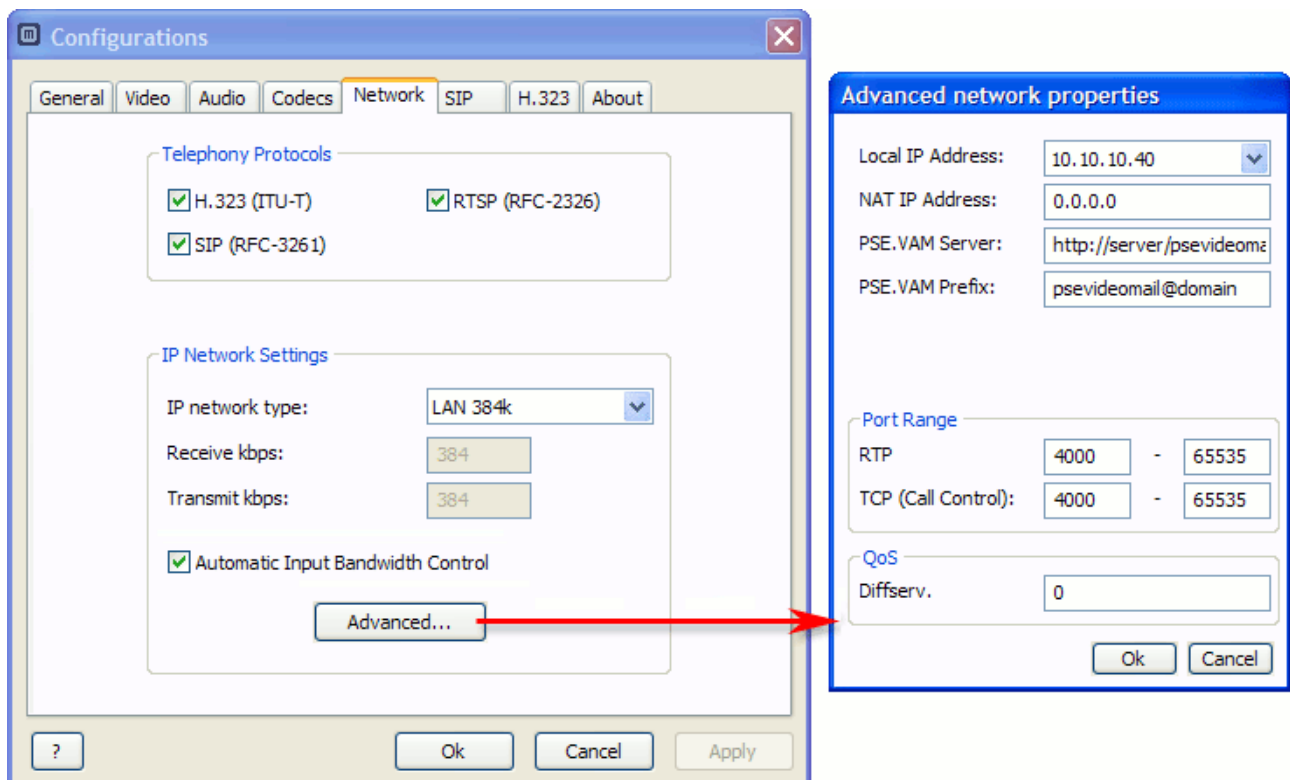 Configurations
General Video Audio Codecs Network SIP H.323 About
Telephony Protocols
H.323 (ITU-T) RTSP (RFC-2326)
SIP (RFC-3261)
IP Network Settings
IP network type: LAN 384k
Receive kbps: 384
Transmit kbps: 384
Automatic Input Bandwidth Control
Advanced...
? Ok Cancel Apply
Advanced network properties
Local IP Address: 10.10.10.40
NAT IP Address: 0.0.0.0
PSE.VAM Server: http://server/psevideoma
PSE.VAM Prefix: psevideomail@domain
Port Range
RTP 4000 - 65535
TCP (Call Control): 4000 - 65535
QoS
Diffserv. 0
Ok Cancel